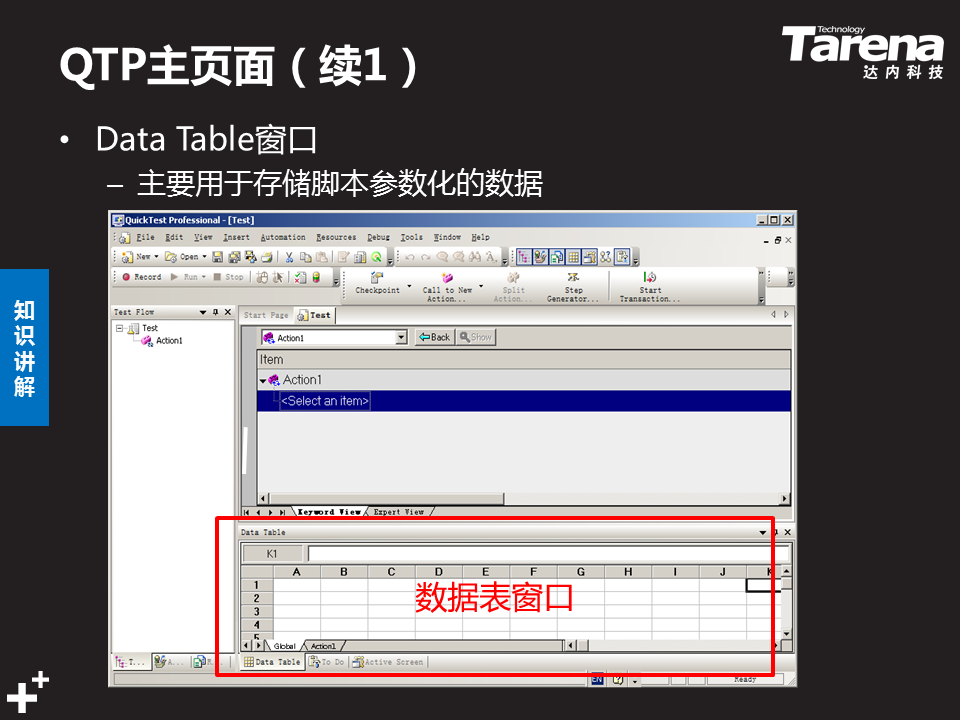 QTP主页面（续1）
Technology
Tarena
达内科技
• Data Table窗口
– 主要用于存储脚本参数化的数据
知识讲解
QuickTest Professional - [Test]
File Edit View Insert Automation Resources Debug Tools Window Help
New Open
Record Run Stop
Checkpoint Call to New Action... Split Action... Step Generator... Start Transaction...
Test Flow
Test
Action1
Start Page Test
Action1 Back Show
Item
Action1
<Select an item>
Keyword View Expert View
Data Table
K1
A B C D E F G H I J K
1
2
3
4
5
数据表窗口
Global Action1
T... A... R...
Data Table To Do Active Screen
EN Ready